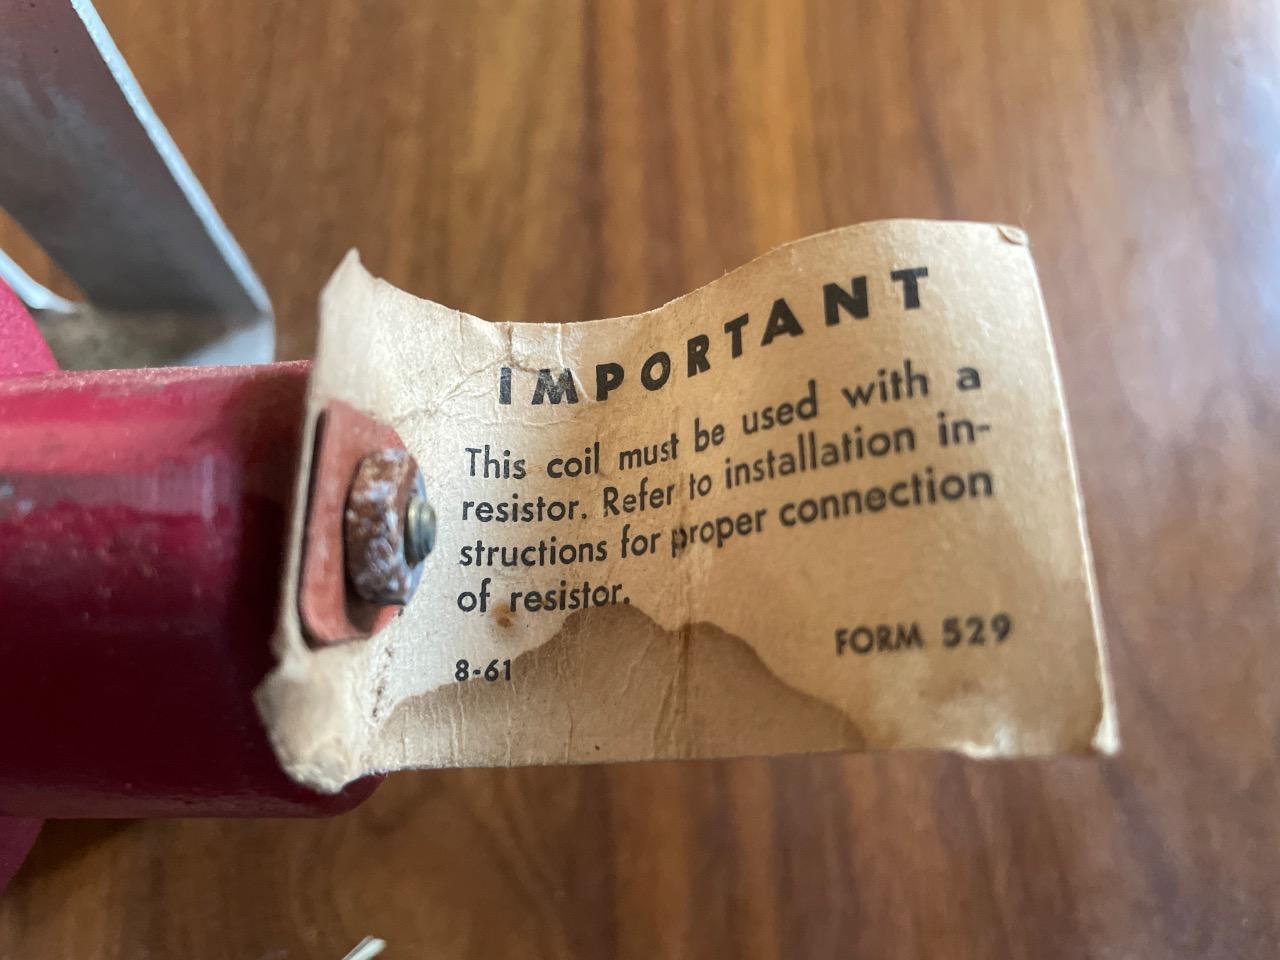 IMPORTANT
This coil must be used with a
resistor. Refer to installation in-
structions for proper connection
of resistor.
8-61
FORM 529